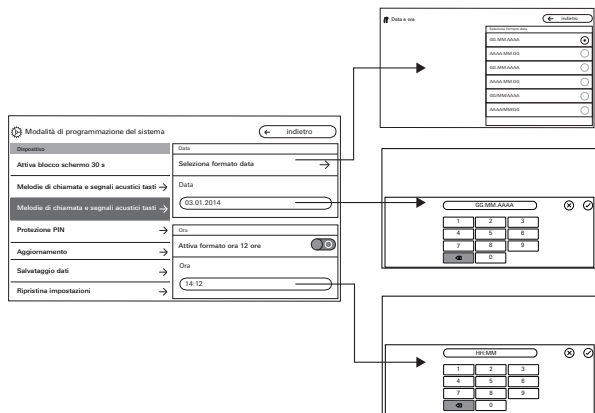 Data e ora
← indietro
Seleziona formato data
GG.MM.AAAA
AAAA.MM.GG
GG.MM.AAAA
AAAA.MM.GG
GG/MM/AAAA
AAAA/MM/GG
Modalità di programmazione del sistema
← indietro
Dispositivo
Attiva blocco schermo 30 s
Melodie di chiamata e segnali acustici tasti →
Melodie di chiamata e segnali acustici tasti →
Protezione PIN →
Aggiornamento →
Salvataggio dati →
Ripristina impostazioni →
Data
Seleziona formato data →
Data
03.01.2014
Ora
Attiva formato ora 12 ore
Ora
14:12
GG.MM.AAAA
1 2 3
4 5 6
7 8 9
0
HH:MM
1 2 3
4 5 6
7 8 9
0